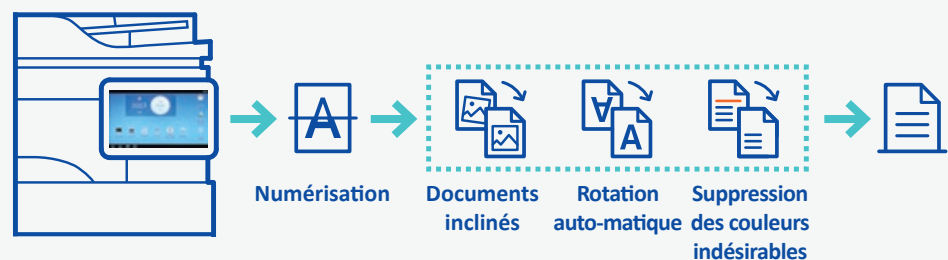 A
A
A
Numérisation
Documents
inclinés
Rotation
auto-matique
Suppression
des couleurs
indésirables